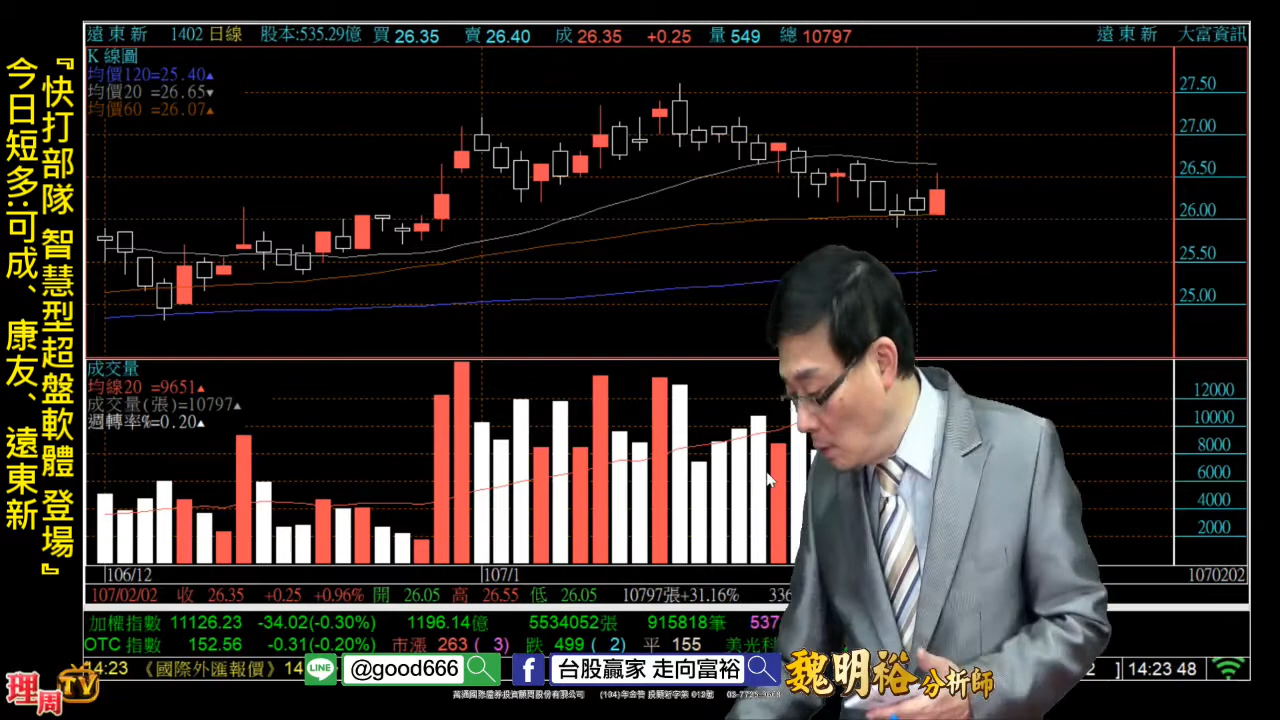 『快打部隊 智慧型超盤軟體 登場』
今日短多:可成、康友、遠東新
遠東新 1402 日線 股本:535.29億 買 26.35 賣 26.40 成 26.35 +0.25 量 549 總 10797 遠東新 大富資訊
K 線圖
均價120=25.40▲
均價20 =26.65▼
均價60 =26.07▲
27.50
27.00
26.50
26.00
25.50
25.00
成交量
均線20 =9651▲
成交量(張)=10797▲
週轉率%=0.20▲
12000
10000
8000
6000
4000
2000
106/12 107/1 1070202
107/02/02 收 26.35 +0.25 +0.96% 開 26.05 高 26.55 低 26.05 10797張+31.16% 336
加權指數 11126.23 -34.02(-0.30%) 1196.14億 5534052張 915818筆 537
OTC 指數 152.56 -0.31(-0.20%) 市漲 263 ( 3) 跌 499 ( 2) 平 155 美光科
14:23 《國際外匯報價》 14 2 ] 14:23 48
LINE @good666 f 台股贏家 走向富裕 魏明裕 分析師
理周TV